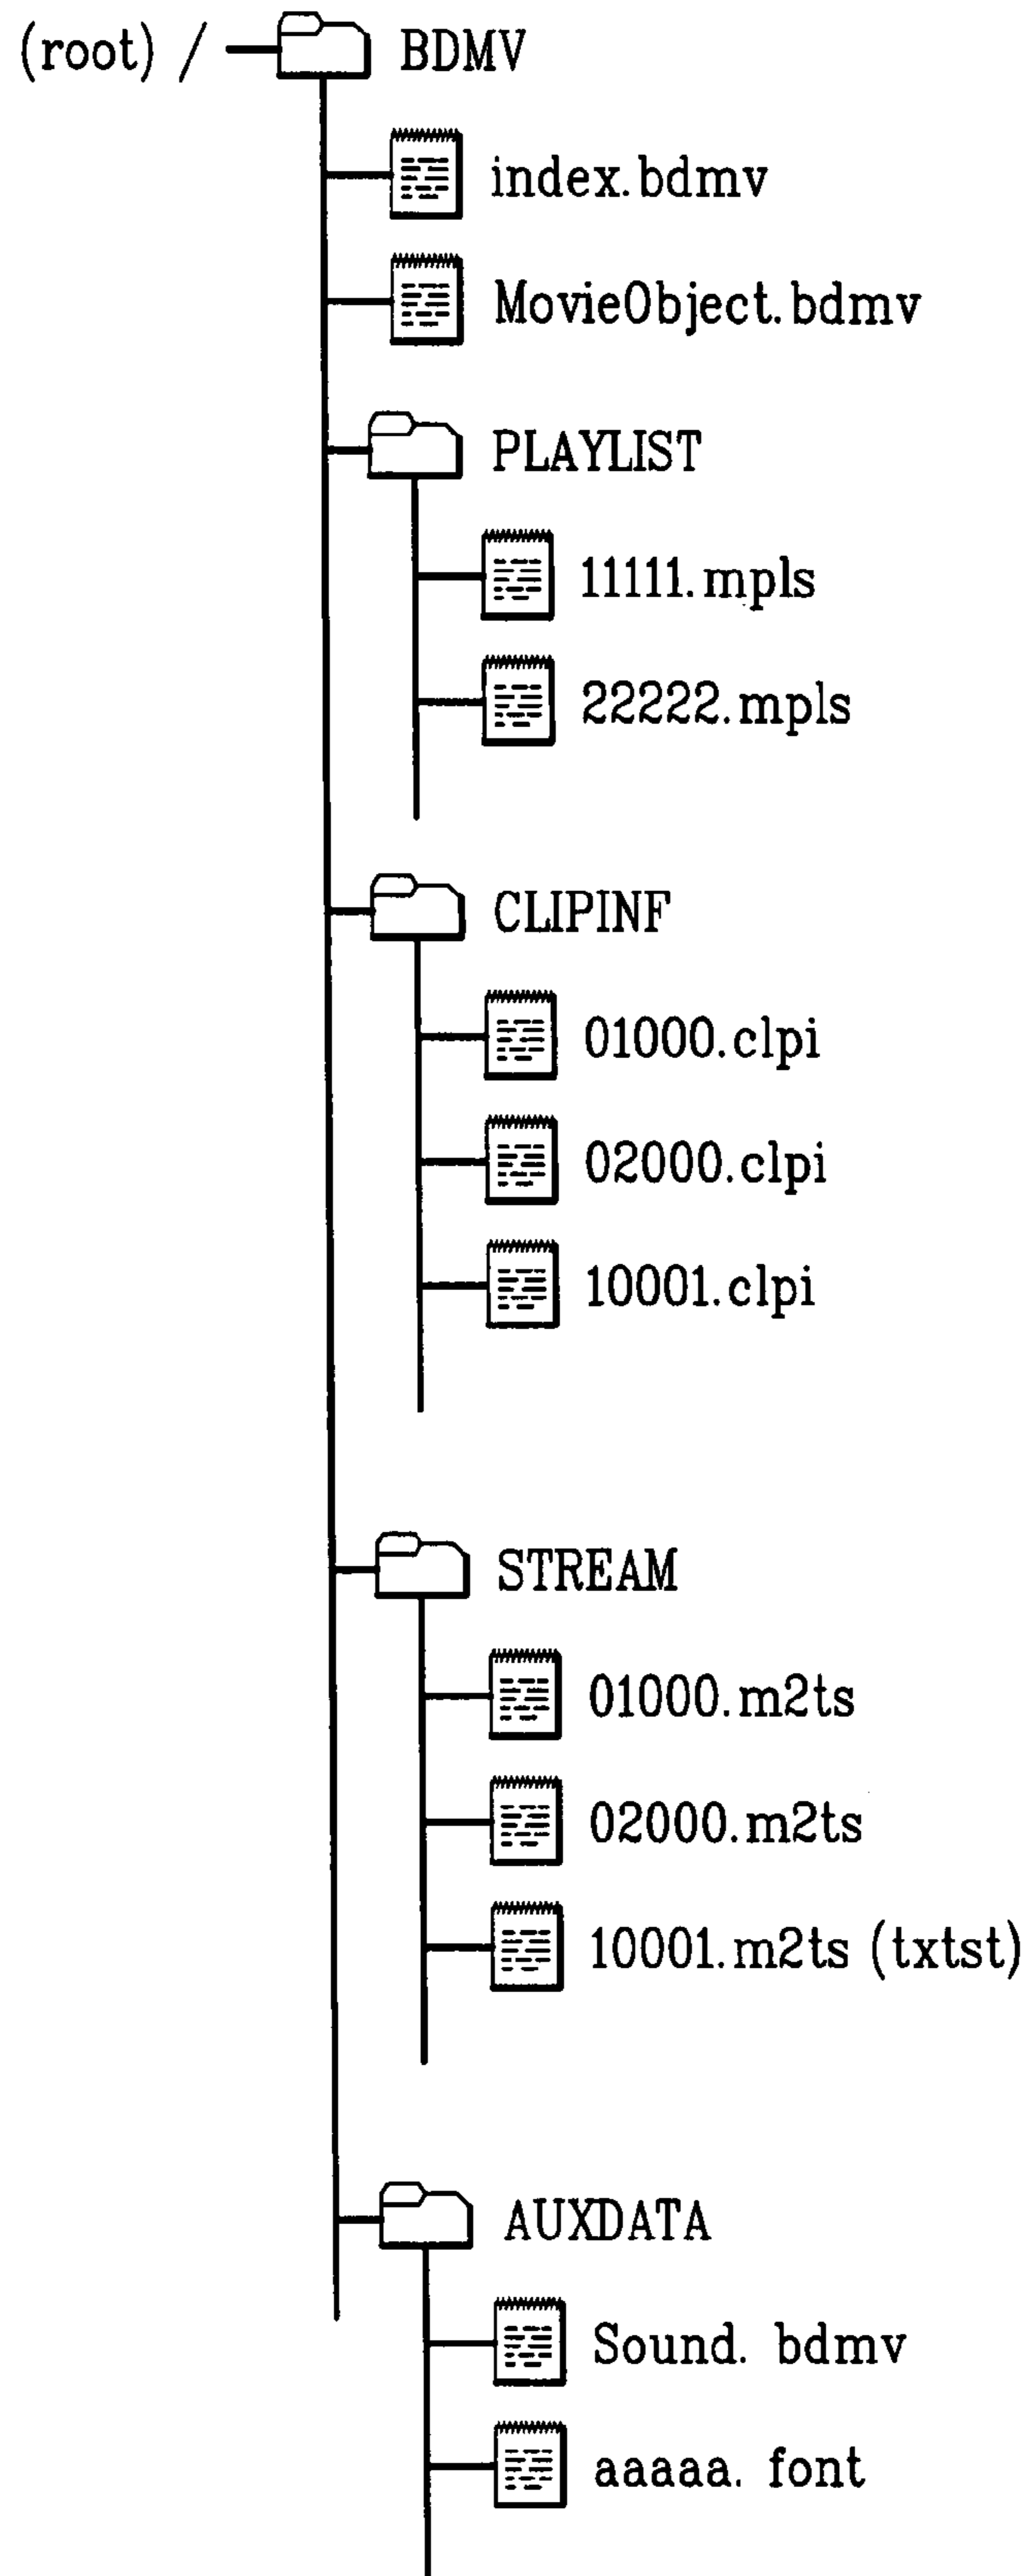 (root) / BDMV
index.bdmv
MovieObject.bdmv
PLAYLIST
11111.mpls
22222.mpls
CLIPINF
01000.clpi
02000.clpi
10001.clpi
STREAM
01000.m2ts
02000.m2ts
10001.m2ts (txtst)
AUXDATA
Sound. bdmv
aaaaa. font